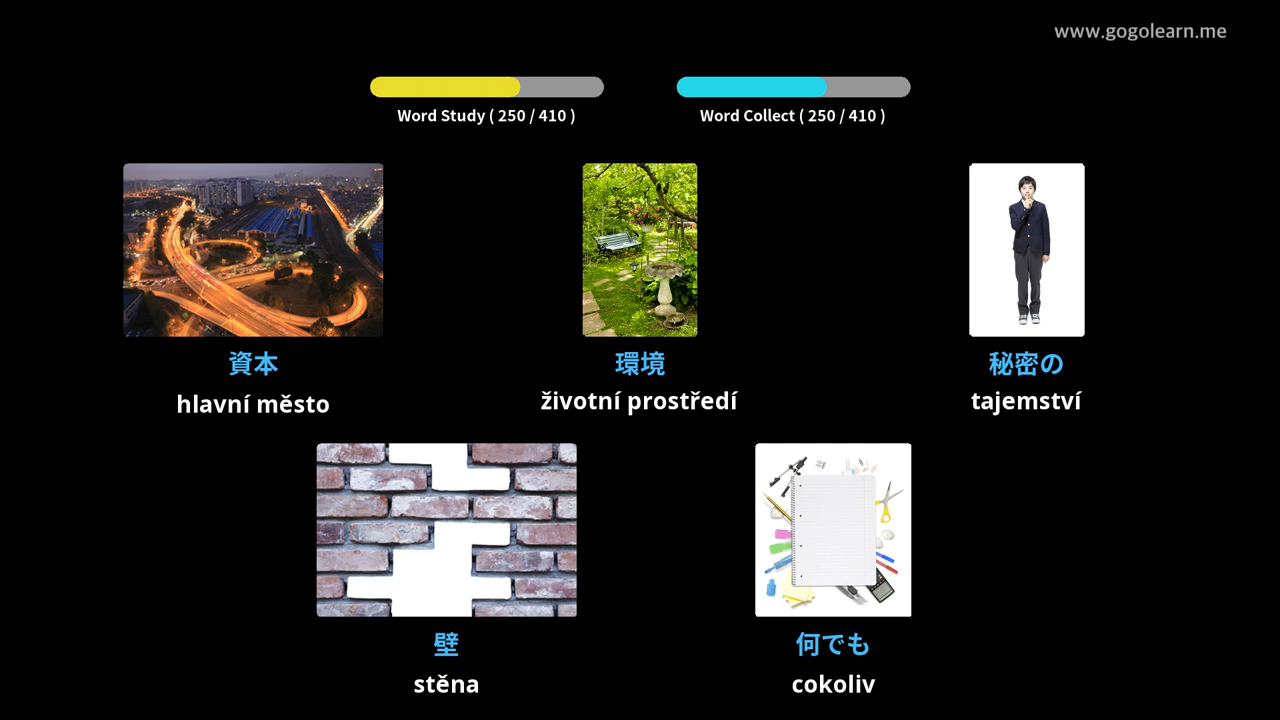 www.gogolearn.me
Word Study ( 250 / 410 )
Word Collect ( 250 / 410 )
資本
hlavní město
環境
životní prostředí
秘密の
tajemství
壁
stěna
何でも
cokoliv